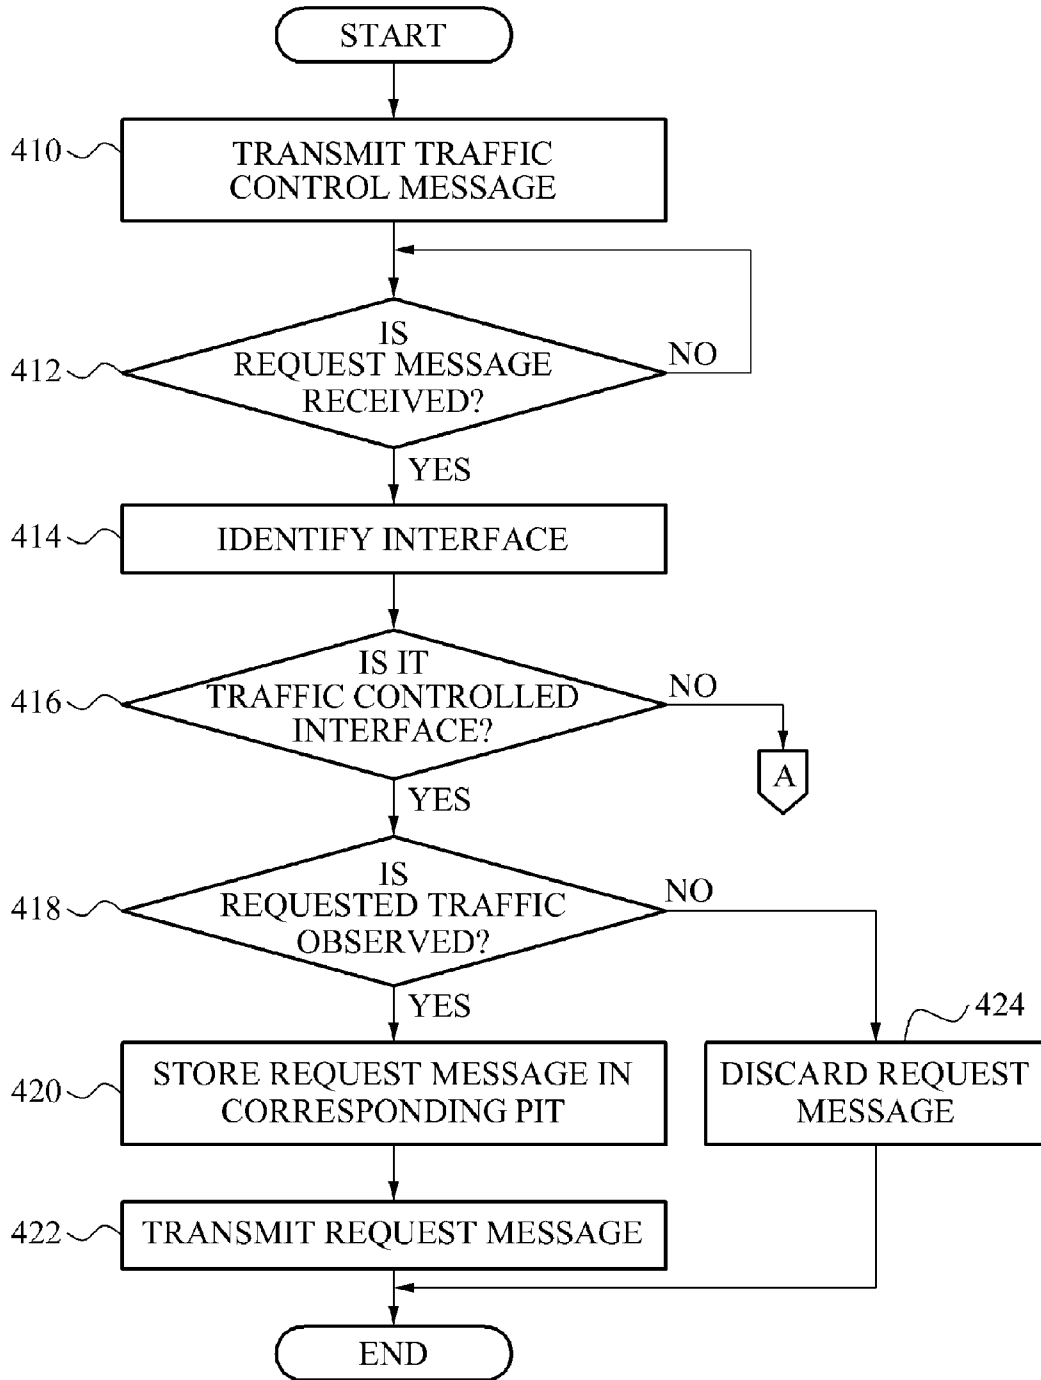 START
410
TRANSMIT TRAFFIC
CONTROL MESSAGE
412
IS
REQUEST MESSAGE
RECEIVED?
NO
YES
414
IDENTIFY INTERFACE
416
IS IT
TRAFFIC CONTROLLED
INTERFACE?
NO
A
YES
418
IS
REQUESTED TRAFFIC
OBSERVED?
NO
YES
420
STORE REQUEST MESSAGE IN
CORRESPONDING PIT
424
DISCARD REQUEST
MESSAGE
422
TRANSMIT REQUEST MESSAGE
END